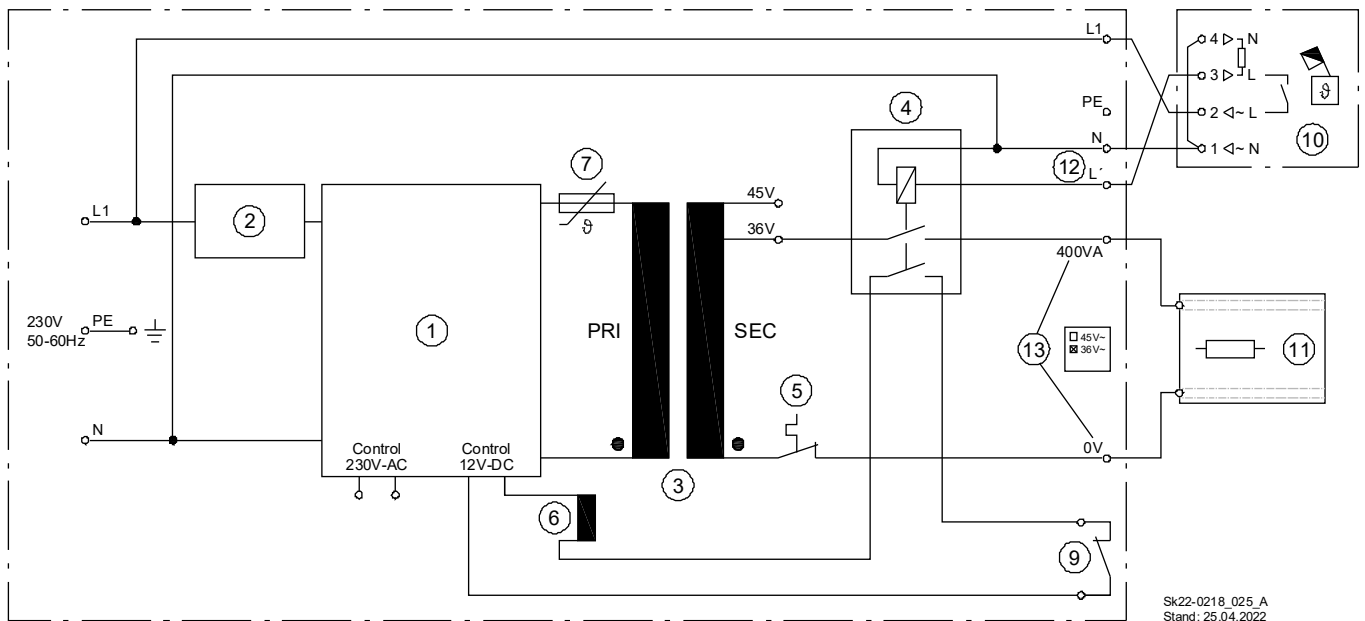 L1
4 ▷ N
3 ▷ L
ϑ
PE
2 ◁~ L
10
4
N
1 ◁~ N
7
12
L´
45V
ϑ
L1
2
36V
400VA
230V
50-60Hz
PE
1
PRI
SEC
13
45V~
36V~
11
5
N
Control
230V-AC
Control
12V-DC
0V
3
6
9
Sk22-0218_025_A
Stand: 25.04.2022